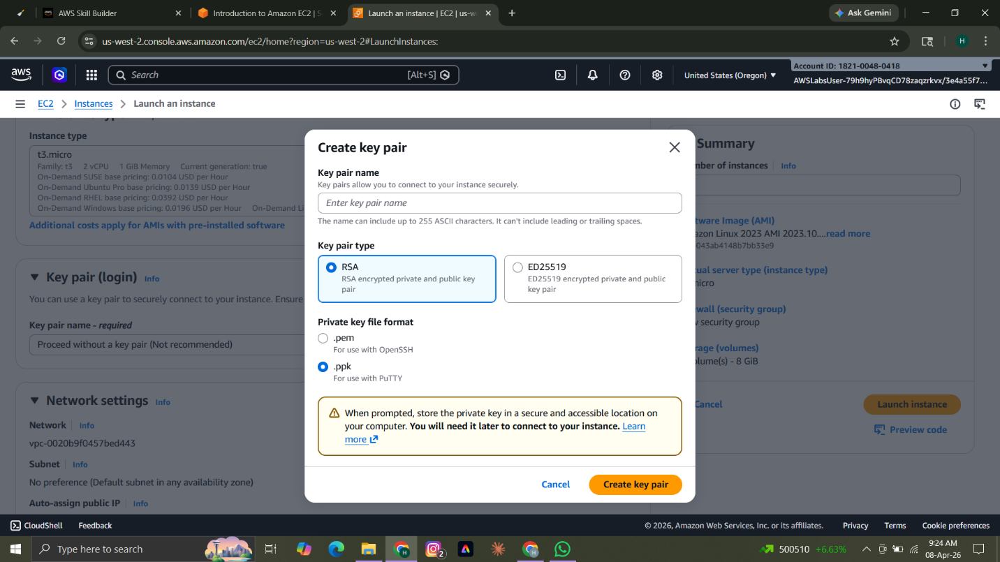 AWS Skill Builder
Introduction to Amazon EC2 | S
Launch an instance | EC2 | us-w
Ask Gemini
us-west-2.console.aws.amazon.com/ec2/home?region=us-west-2#LaunchInstances:
H
aws
Search
[Alt+S]
United States (Oregon)
Account ID: 1821-0048-0418
AWSLabsUser-79h9hyPBvqCD78zaqzrkvx/3e4a55f7...
EC2
Instances
Launch an instance
Instance type
t3.micro
Family: t3 2 vCPU 1 GiB Memory Current generation: true
On-Demand SUSE base pricing: 0.0104 USD per Hour
On-Demand Ubuntu Pro base pricing: 0.0139 USD per Hour
On-Demand RHEL base pricing: 0.0392 USD per Hour
On-Demand Windows base pricing: 0.0196 USD per Hour On-Demand Li
Additional costs apply for AMIs with pre-installed software
Key pair (login) Info
You can use a key pair to securely connect to your instance. Ensure
Key pair name - required
Proceed without a key pair (Not recommended)
Network settings Info
Network Info
vpc-0020b9f0457bed443
Subnet Info
No preference (Default subnet in any availability zone)
Auto-assign public IP Info
Create key pair
Key pair name
Key pairs allow you to connect to your instance securely.
Enter key pair name
The name can include up to 255 ASCII characters. It can't include leading or trailing spaces.
Key pair type
RSA
RSA encrypted private and public key
pair
ED25519
ED25519 encrypted private and public
key pair
Private key file format
.pem
For use with OpenSSH
.ppk
For use with PuTTY
When prompted, store the private key in a secure and accessible location on
your computer. You will need it later to connect to your instance. Learn
more
Cancel
Create key pair
Summary
mber of instances Info
tware Image (AMI)
azon Linux 2023 AMI 2023.10....read more
043ab4148b7bb33e9
tual server type (instance type)
micro
ewall (security group)
w security group
rage (volumes)
olume(s) - 8 GiB
Cancel
Launch instance
Preview code
CloudShell
Feedback
© 2026, Amazon Web Services, Inc. or its affiliates.
Privacy
Terms
Cookie preferences
Type here to search
H
2
500510 +6.63%
9:24 AM
08-Apr-26